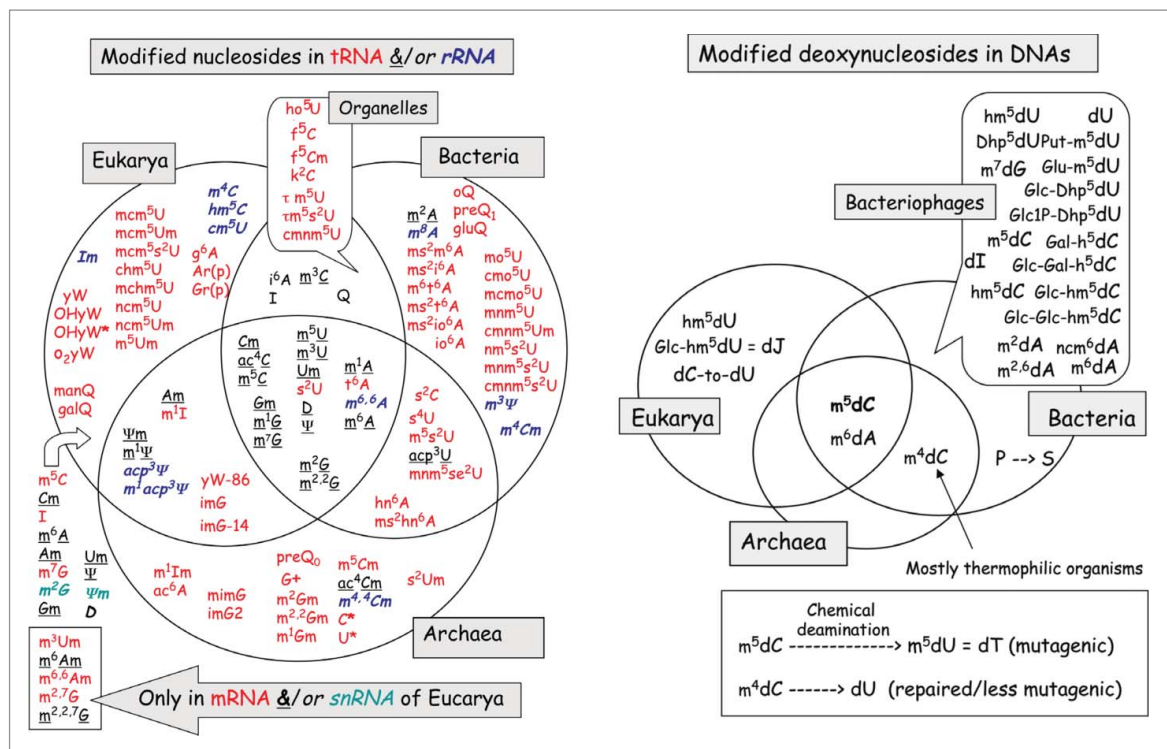 Modified nucleosides in tRNA &/or rRNA
Organelles
ho⁵U
f⁵C
f⁵Cm
k²C
τ m⁵U
τm⁵s²U
cmnm⁵U
Eukarya
Bacteria
m⁴C
hm⁵C
cm⁵U
Im
mcm⁵U
mcm⁵Um
mcm⁵s²U
chm⁵U
mchm⁵U
ncm⁵U
ncm⁵Um
m⁵Um
g⁶A
Ar(p)
Gr(p)
yW
OHyW
OHyW*
o₂yW
manQ
galQ
i⁶A m³C
I Q
m²A
m⁸A
oQ
preQ₁
gluQ
ms²m⁶A
ms²i⁶A
m⁶t⁶A
ms²t⁶A
ms²io⁶A
io⁶A
mo⁵U
cmo⁵U
mcmo⁵U
mnm⁵U
cmnm⁵Um
nm⁵s²U
mnm⁵s²U
cmnm⁵s²U
m³Ψ
m⁴Cm
Cm
ac⁴C
m⁵C
Gm
m¹G
m⁷G
m⁵U
m³U
Um
s²U
D
Ψ
m²G
m²,²G
m¹A
t⁶A
m⁶,⁶A
m⁶A
Am
m¹I
Ψm
m¹Ψ
acp³Ψ
m¹acp³Ψ
yW-86
imG
imG-14
s²C
s⁴U
m⁵s²U
acp³U
mnm⁵se²U
hn⁶A
ms²hn⁶A
m¹Im
ac⁶A
mimG
imG2
preQ₀
G+
m²Gm
m²,²Gm
m¹Gm
m⁵Cm
ac⁴Cm
m⁴,⁴Cm
C*
U*
s²Um
Archaea
m⁵C
Cm
I
m⁶A
Am
m⁷G
m²G
Gm
Um
Ψ
Ψm
D
m³Um
m⁶Am
m⁶,⁶Am
m²,⁷G
m²,²,⁷G
Only in mRNA &/or snRNA of Eucarya
Modified deoxynucleosides in DNAs
Bacteriophages
hm⁵dU dU
Dhp⁵dU Put-m⁵dU
m⁷dG Glu-m⁵dU
Glc-Dhp⁵dU
Glc1P-Dhp⁵dU
m⁵dC Gal-h⁵dC
dI Glc-Gal-h⁵dC
hm⁵dC Glc-hm⁵dC
Glc-Glc-hm⁵dC
m²dA ncm⁶dA
m²,⁶dA m⁶dA
hm⁵dU
Glc-hm⁵dU = dJ
dC-to-dU
Eukarya
m⁵dC
m⁶dA
Bacteria
m⁴dC
P --> S
Archaea
Mostly thermophilic organisms
Chemical
deamination
m⁵dC ----------> m⁵dU = dT (mutagenic)
m⁴dC ------> dU (repaired/less mutagenic)